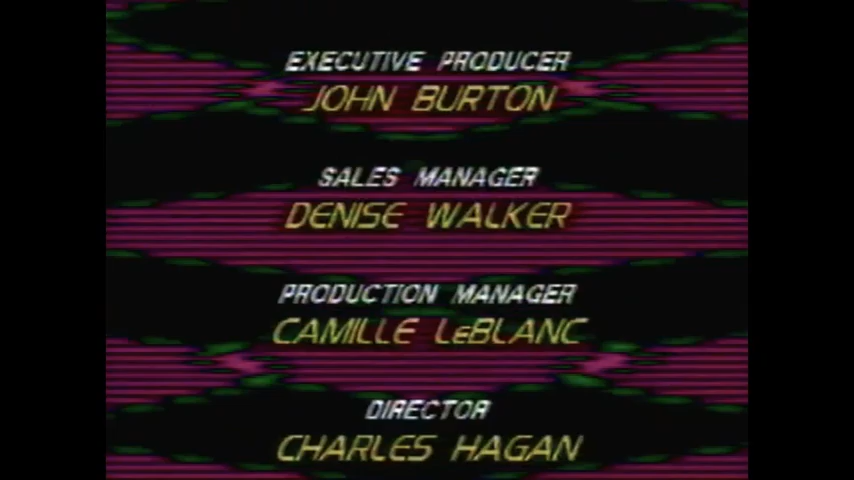 EXECUTIVE PRODUCER
JOHN BURTON
SALES MANAGER
DENISE WALKER
PRODUCTION MANAGER
CAMILLE LeBLANC
DIRECTOR
CHARLES HAGAN